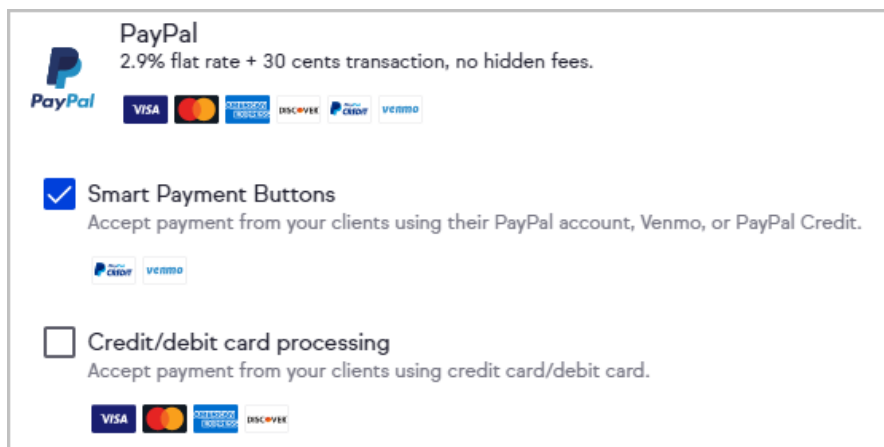 PayPal
2.9% flat rate + 30 cents transaction, no hidden fees.
PayPal
VISA AMERICAN EXPRESS DISCOVER PayPal CREDIT venmo
Smart Payment Buttons
Accept payment from your clients using their PayPal account, Venmo, or PayPal Credit.
PayPal CREDIT venmo
Credit/debit card processing
Accept payment from your clients using credit card/debit card.
VISA AMERICAN EXPRESS DISCOVER